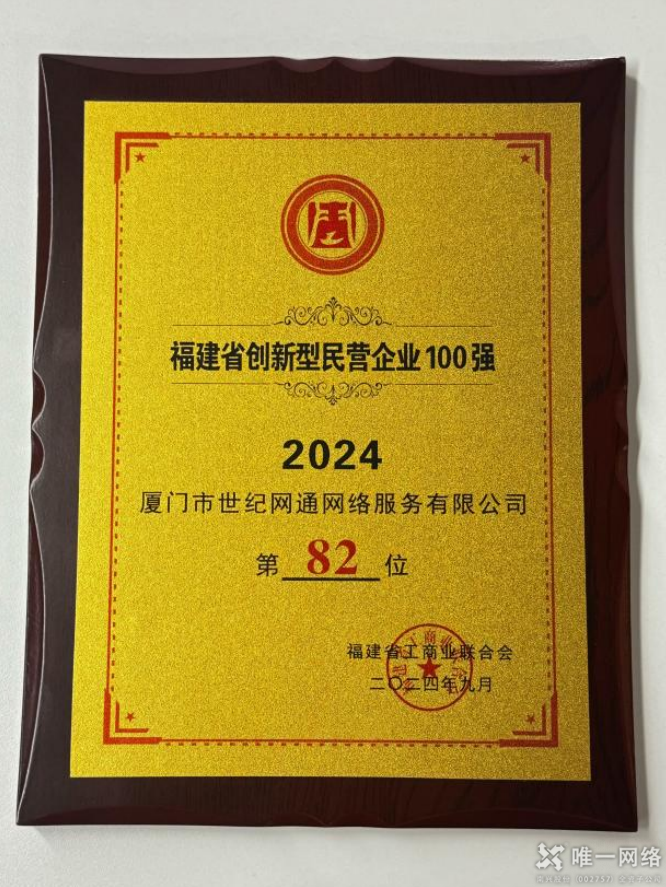 福建省创新型民营企业100强
2024
厦门市世纪网通网络服务有限公司
第 82 位
福建省工商业联合会
二〇二四年九月
唯一网络